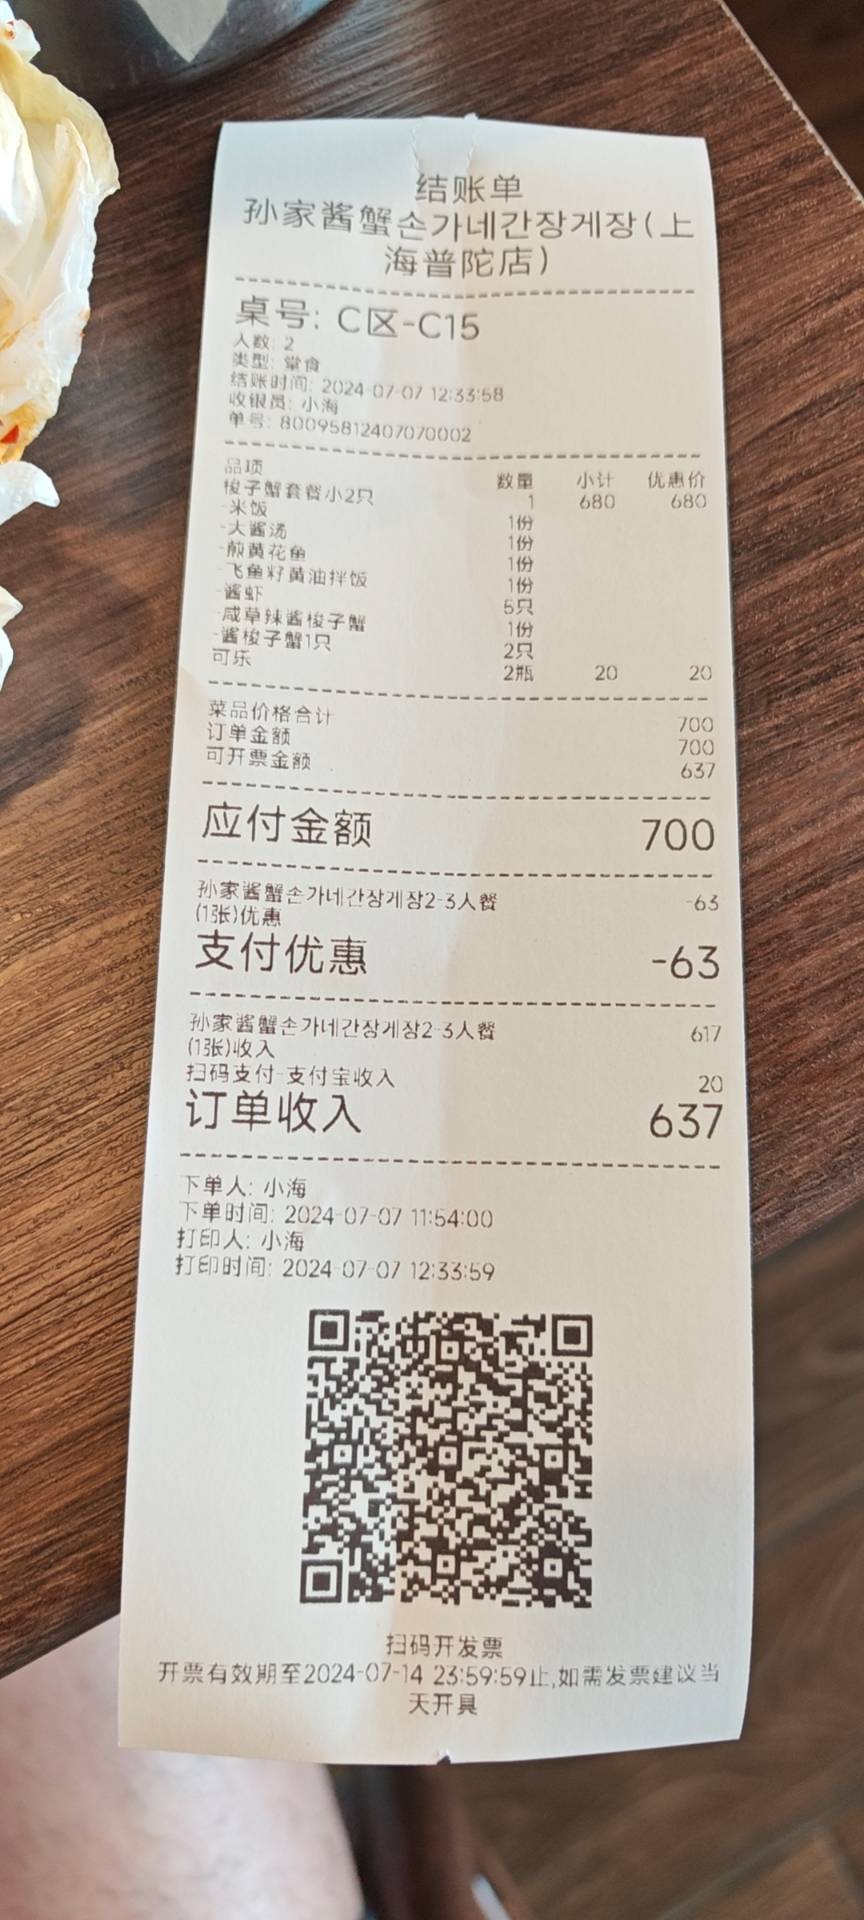 结账单
孙家酱蟹손가네간장게장(上
海普陀店)
桌号: C区-C15
人数: 2
类型: 堂食
结账时间: 2024-07-07 12:33:58
收银员: 小海
单号: 80095812407070002
品项 数量 小计 优惠价
梭子蟹套餐小2只 1 680 680
-米饭 1份
-大酱汤 1份
-煎黄花鱼 1份
-飞鱼籽黄油拌饭 1份
-酱虾 5只
-咸草辣酱梭子蟹 1份
-酱梭子蟹1只 2只
可乐 2瓶 20 20
菜品价格合计 700
订单金额 700
可开票金额 637
应付金额 700
孙家酱蟹손가네간장게장2-3人餐 -63
(1张)优惠
支付优惠 -63
孙家酱蟹손가네간장게장2-3人餐 617
(1张)收入
扫码支付-支付宝收入 20
订单收入 637
下单人: 小海
下单时间: 2024-07-07 11:54:00
打印人: 小海
打印时间: 2024-07-07 12:33:59
扫码开发票
开票有效期至2024-07-14 23:59:59止,如需发票建议当
天开具